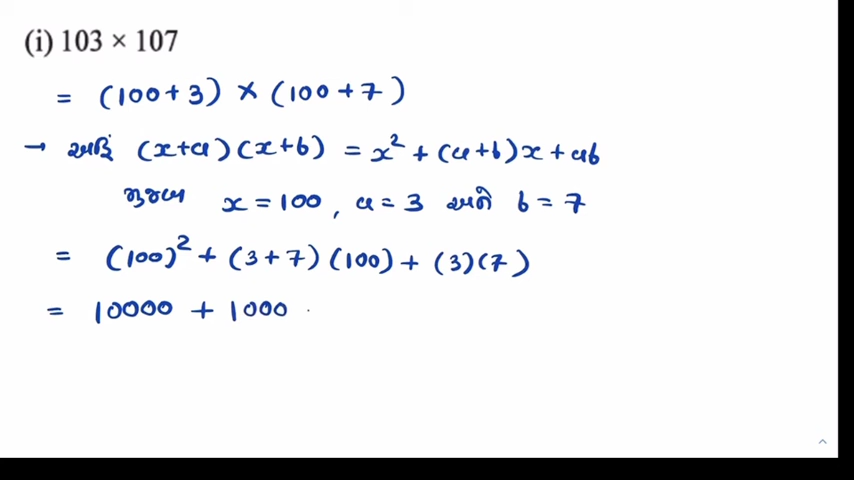 (i) 103 × 107
= (100 + 3) × (100 + 7)
→ અહીં (x+a)(x+b) = x² + (a+b)x + ab
મુજબ x = 100, a = 3 અને b = 7
= (100)² + (3+7)(100) + (3)(7)
= 10000 + 1000